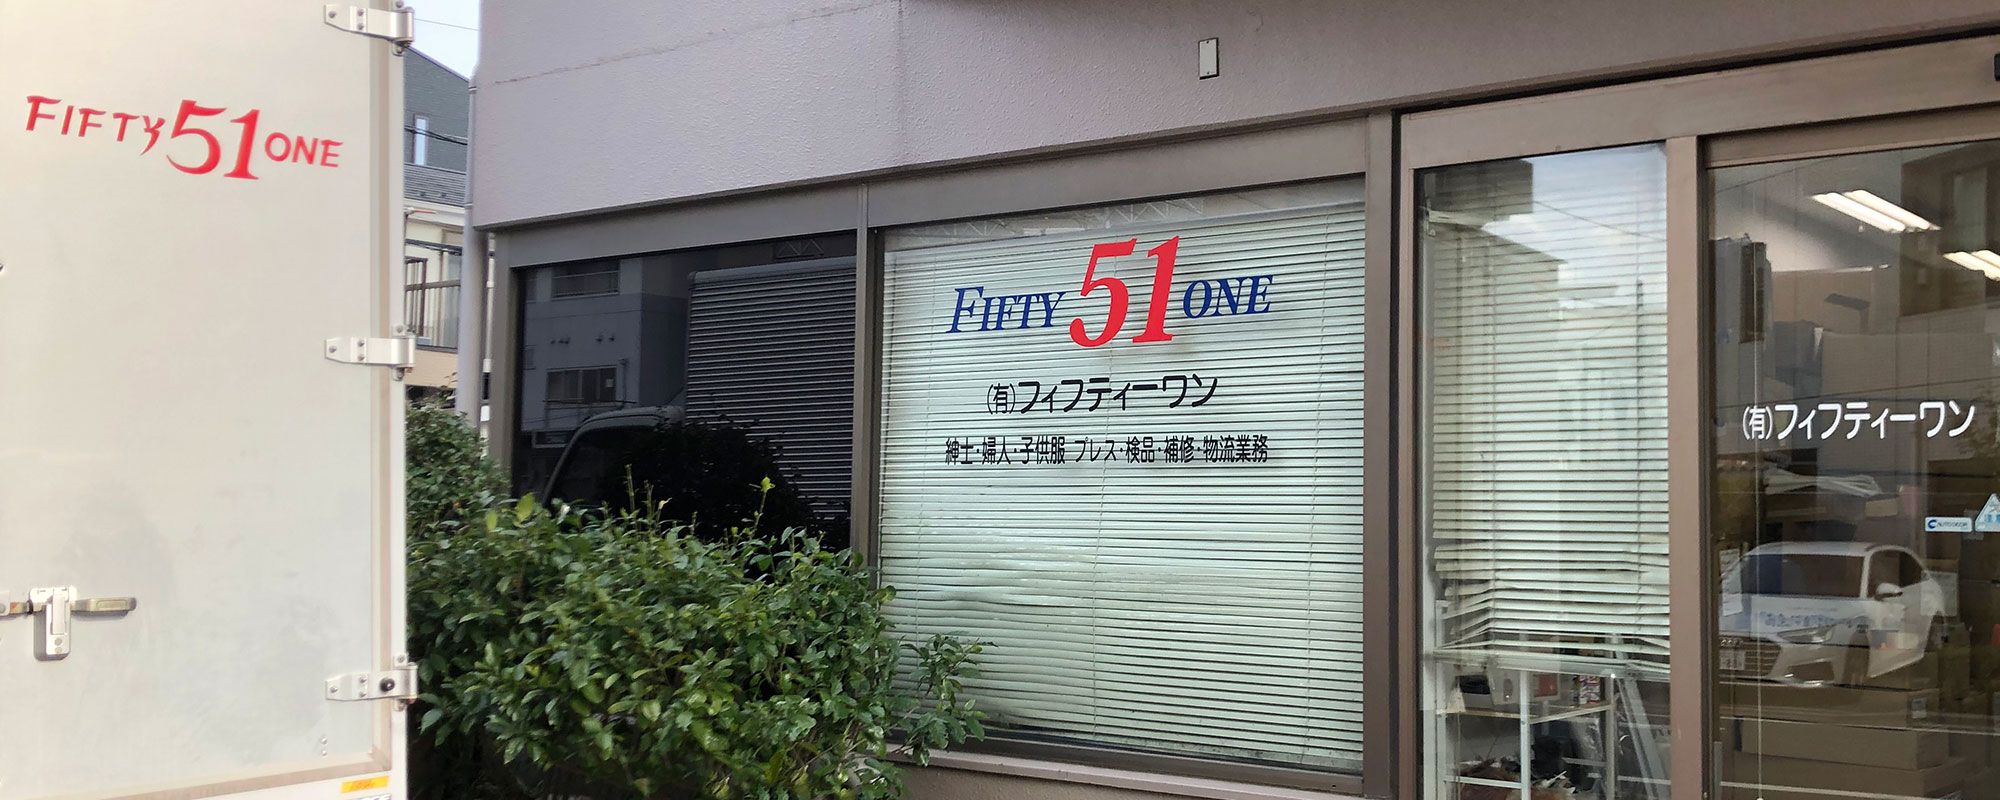 FIFTY 51 ONE
FIFTY 51 ONE
(有)フィフティーワン
紳士・婦人・子供服 プレス・検品・補修・物流業務
(有)フィフティーワン
AUTO DOOR